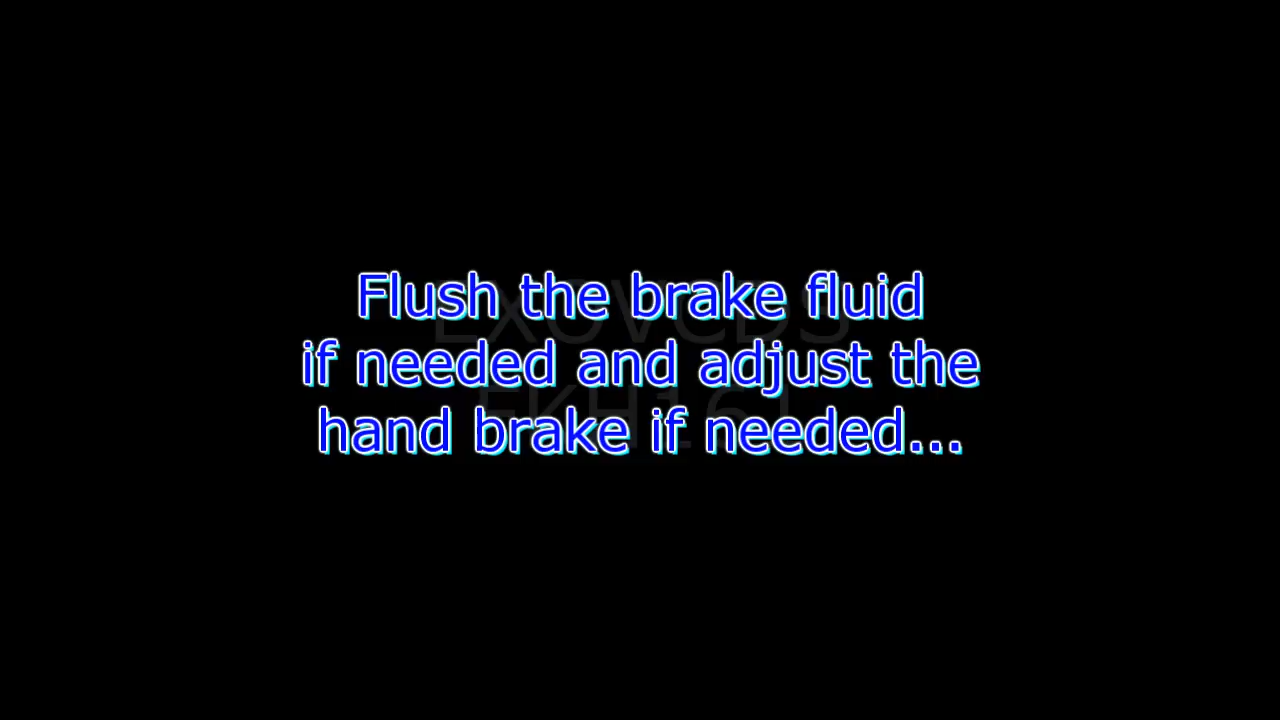 Flush the brake fluid
if needed and adjust the
hand brake if needed...